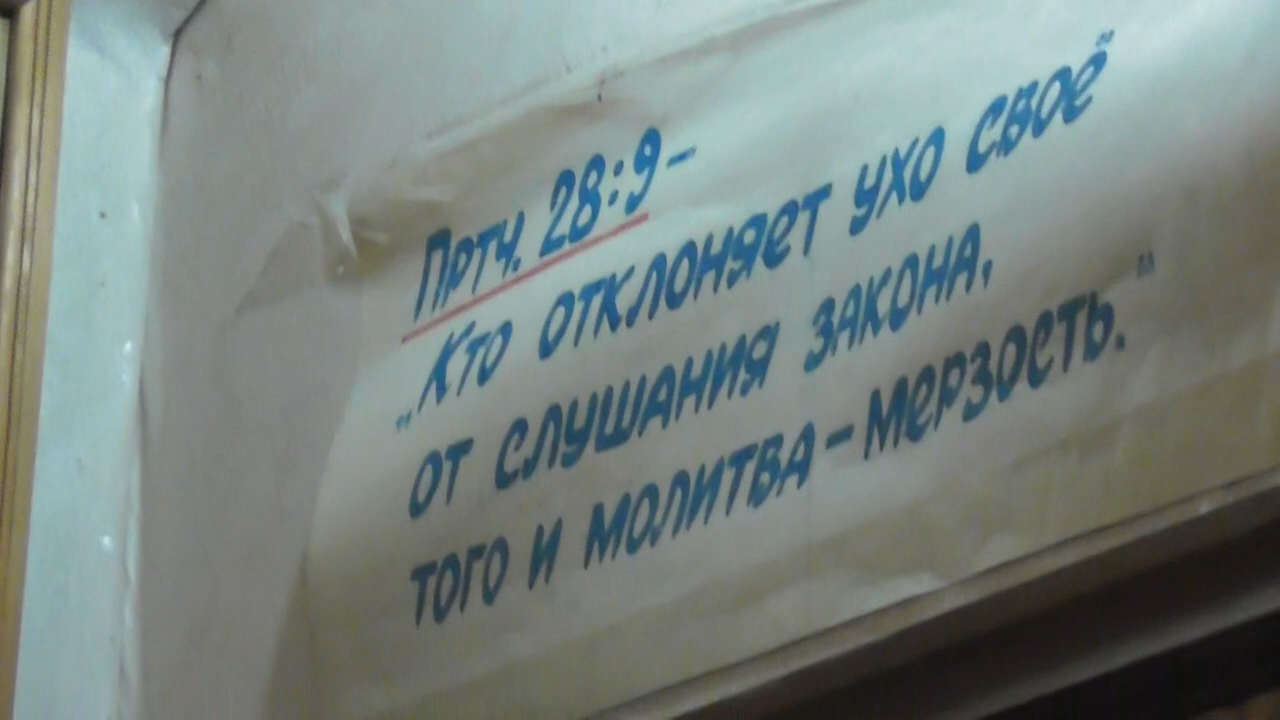 Пртч. 28:9-
„Кто отклоняет ухо своё
от слушания закона,
того и молитва-мерзость."